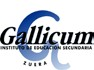 Gallicum
INSTITUTO DE EDUCACIÓN SECUNDARIA
ZUERA